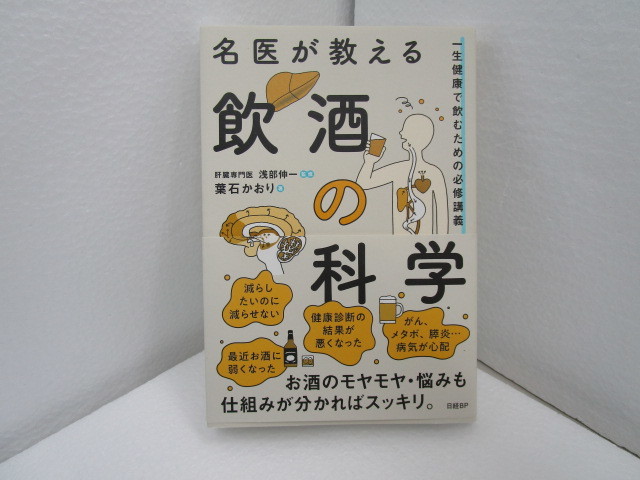 名医が教える
飲酒
の
科学
一生健康で飲むための必修講義
肝臓専門医 浅部伸一 監修
葉石かおり 著
減らし
たいのに
減らせない
健康診断の
結果が
悪くなった
がん、
メタボ、膵炎…
病気が心配
最近お酒に
弱くなった
お酒のモヤモヤ・悩みも
仕組みが分かればスッキリ。
日経BP